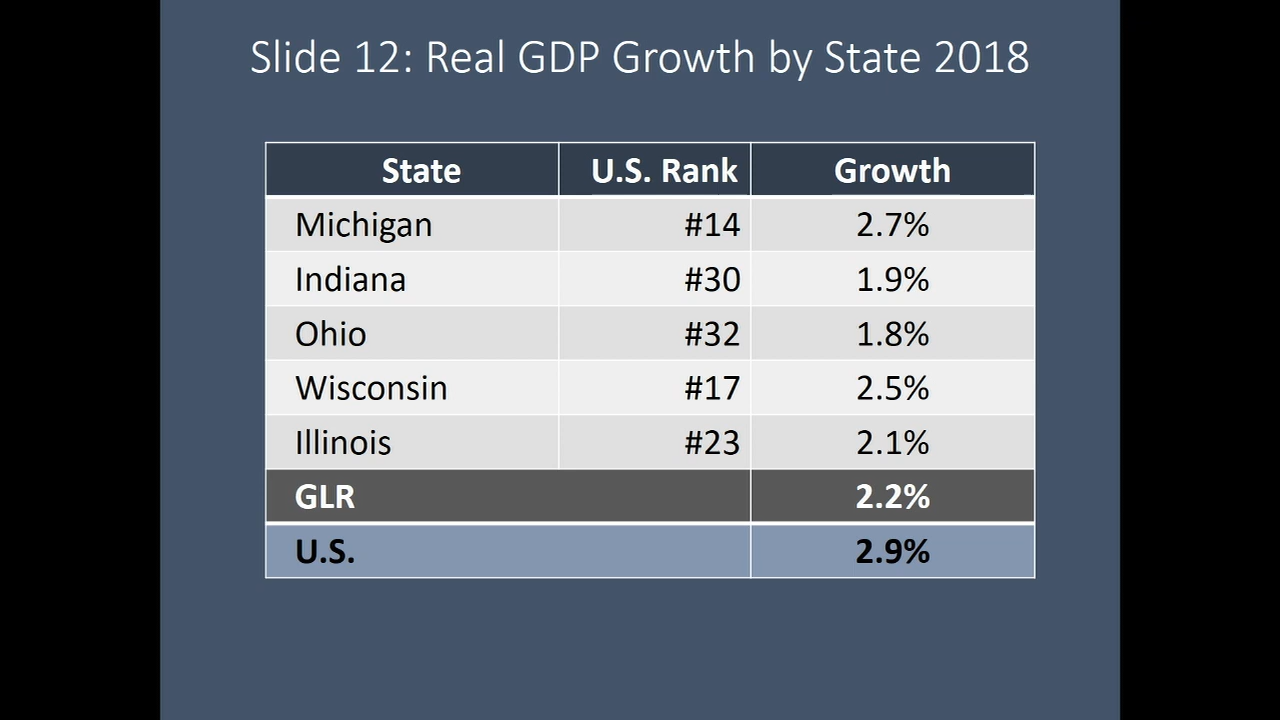 Slide 12: Real GDP Growth by State 2018
State U.S. Rank Growth
Michigan #14 2.7%
Indiana #30 1.9%
Ohio #32 1.8%
Wisconsin #17 2.5%
Illinois #23 2.1%
GLR 2.2%
U.S. 2.9%